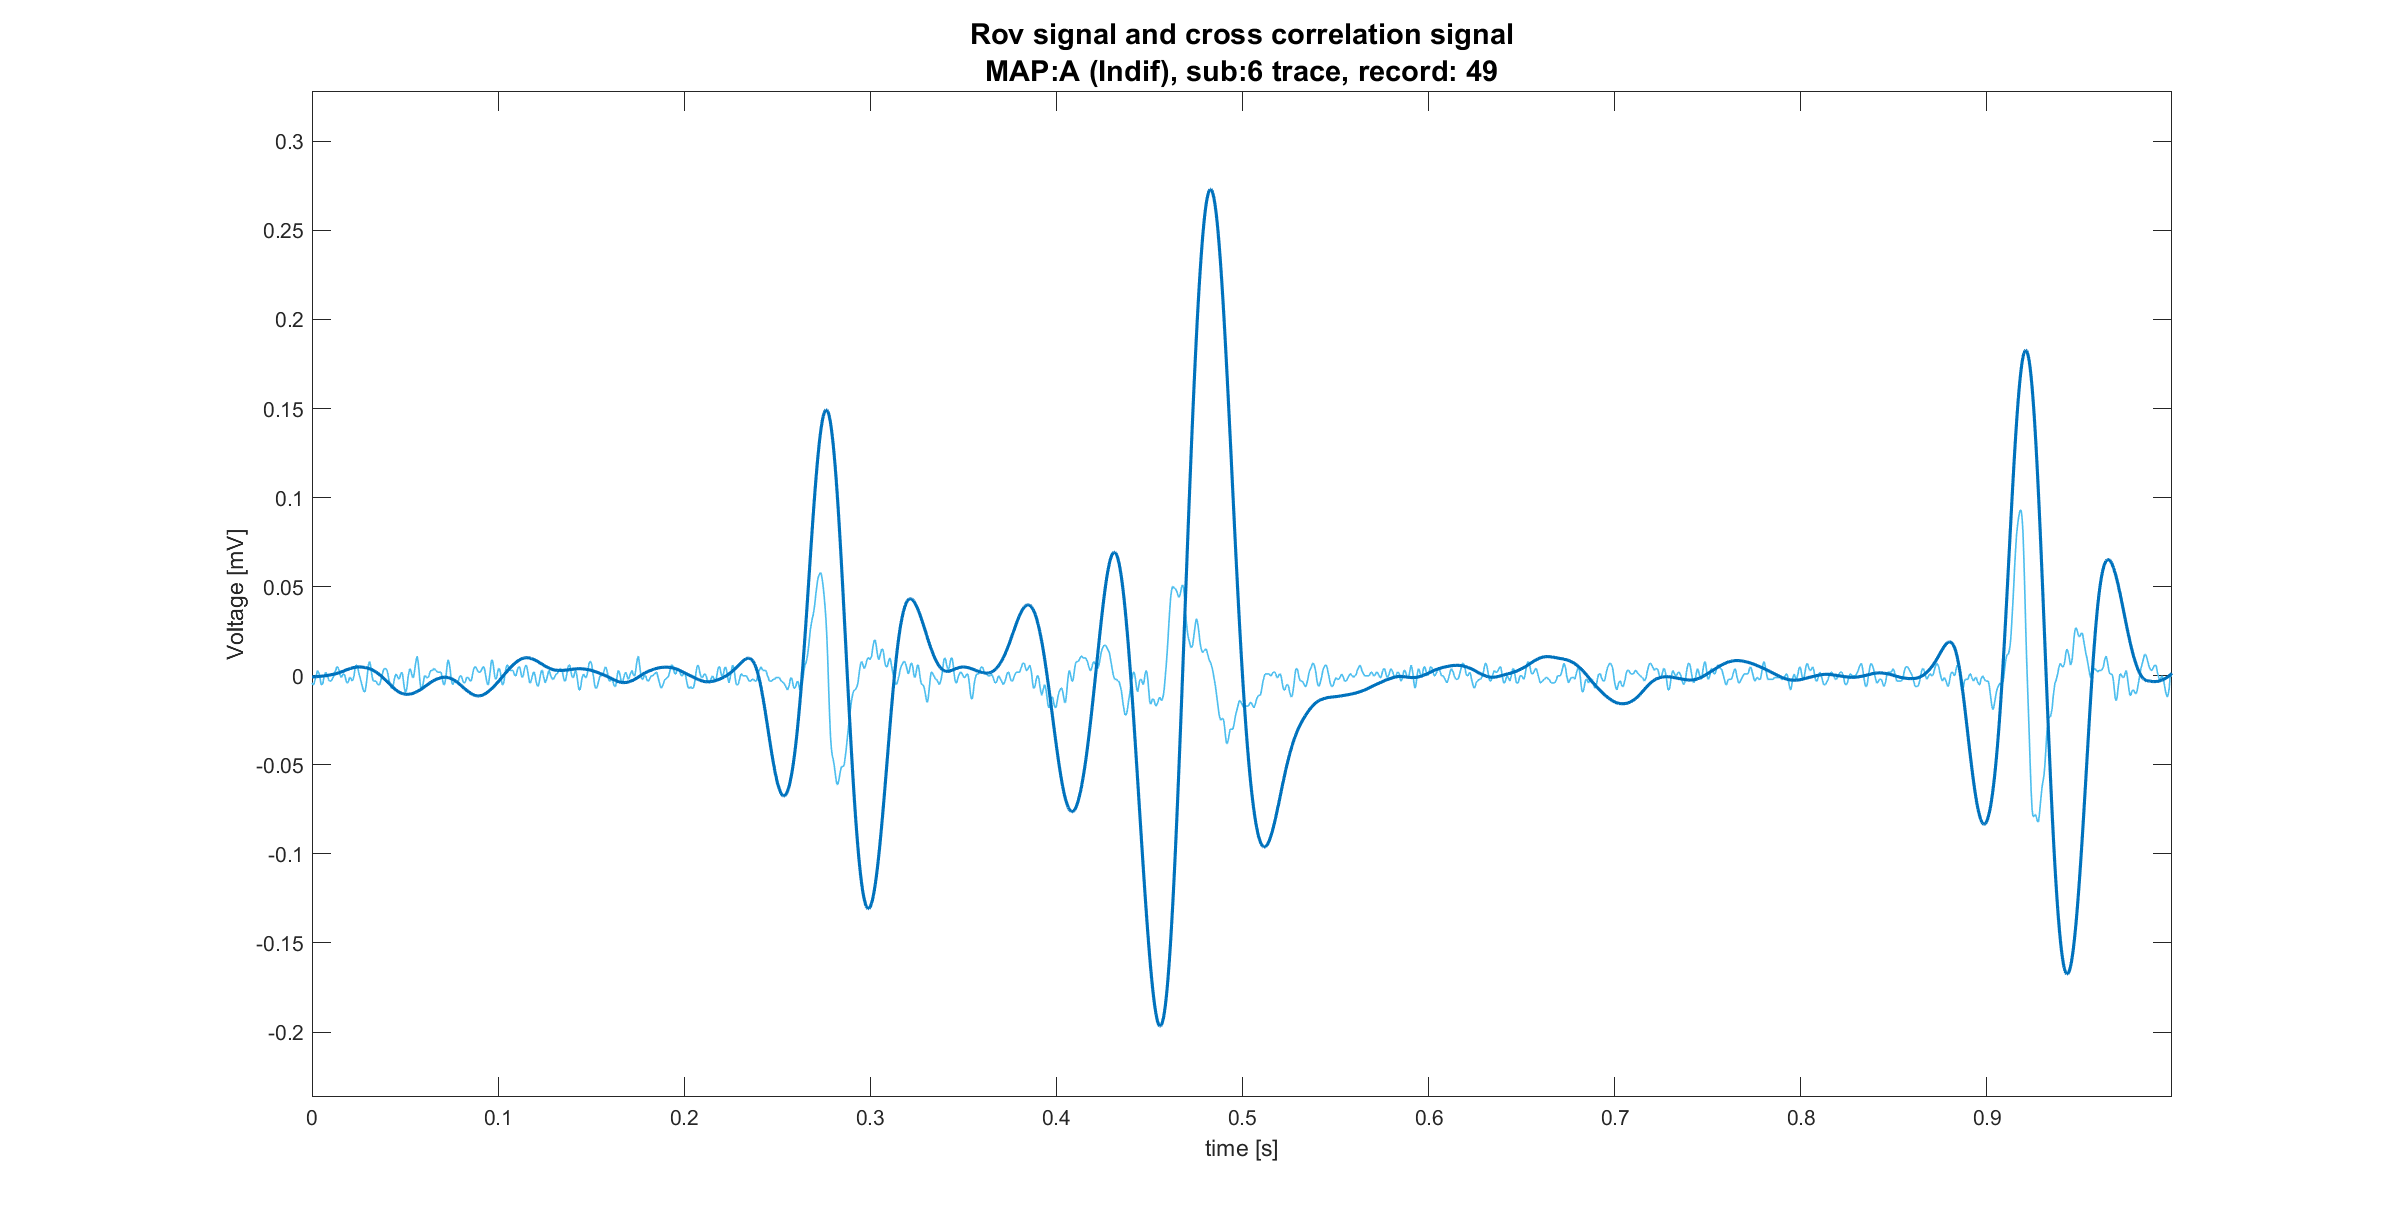 Rov signal and cross correlation signal
MAP:A (Indif), sub:6 trace, record: 49
0.3
0.25
0.2
0.15
0.1
0.05
0
-0.05
-0.1
-0.15
-0.2
Voltage [mV]
0 0.1 0.2 0.3 0.4 0.5 0.6 0.7 0.8 0.9
time [s]